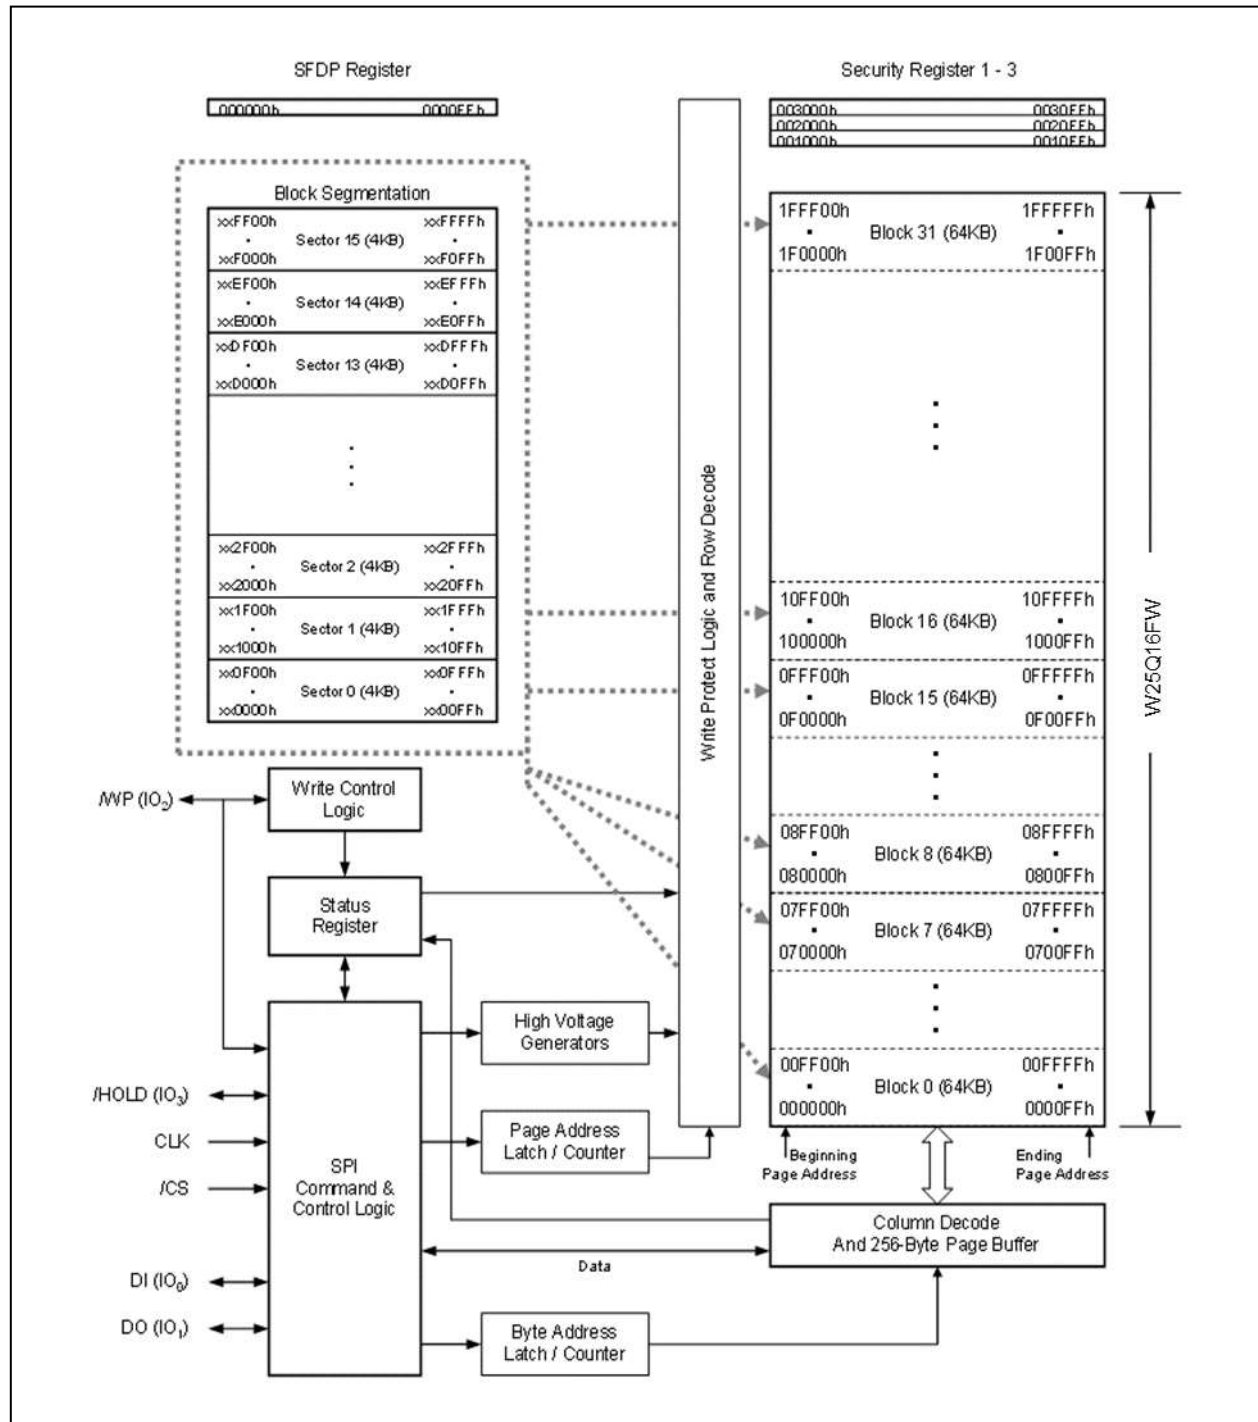 SFDP Register
000000h 0000FFh
Security Register 1 - 3
003000h 0030FFh
002000h 0020FFh
001000h 0010FFh
Block Segmentation
xxFF00h xxFFFFh
Sector 15 (4KB)
xxF000h xxF0FFh
xxEF00h xxEFFFh
Sector 14 (4KB)
xxE000h xxE0FFh
xxDF00h xxDFFFh
Sector 13 (4KB)
xxD000h xxD0FFh
xx2F00h xx2FFFh
Sector 2 (4KB)
xx2000h xx20FFh
xx1F00h xx1FFFh
Sector 1 (4KB)
xx1000h xx10FFh
xx0F00h xx0FFFh
Sector 0 (4KB)
xx0000h xx00FFh
Write Protect Logic and Row Decode
1FFF00h 1FFFFFh
Block 31 (64KB)
1F0000h 1F00FFh
10FF00h 10FFFFh
Block 16 (64KB)
100000h 1000FFh
0FFF00h 0FFFFFh
Block 15 (64KB)
0F0000h 0F00FFh
08FF00h 08FFFFh
Block 8 (64KB)
080000h 0800FFh
07FF00h 07FFFFh
Block 7 (64KB)
070000h 0700FFh
00FF00h 00FFFFh
Block 0 (64KB)
000000h 0000FFh
W25Q16FW
Beginning
Page Address
Ending
Page Address
/WP (IO₂)
Write Control
Logic
Status
Register
High Voltage
Generators
/HOLD (IO₃)
CLK
/CS
Page Address
Latch / Counter
SPI
Command &
Control Logic
Column Decode
And 256-Byte Page Buffer
Data
DI (IO₀)
DO (IO₁)
Byte Address
Latch / Counter